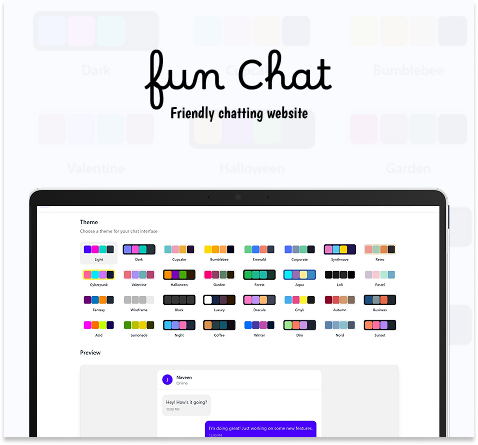 Dark
Bumblebee
fun Chat
Friendly chatting website
Valentine Halloween Garden
Theme
Choose a theme for your chat interface
Light Dark Cupcake Bumblebee Emerald Corporate Synthwave Retro
Cyberpunk Valentine Halloween Garden Forest Aqua Lofi Pastel
Fantasy Wireframe Black Luxury Dracula Cmyk Autumn Business
Acid Lemonade Night Coffee Winter Dim Nord Sunset
Preview
J Naveen
Online
Hey! How's it going?
12:00 PM
I'm doing great! Just working on some new features.
12:00 PM